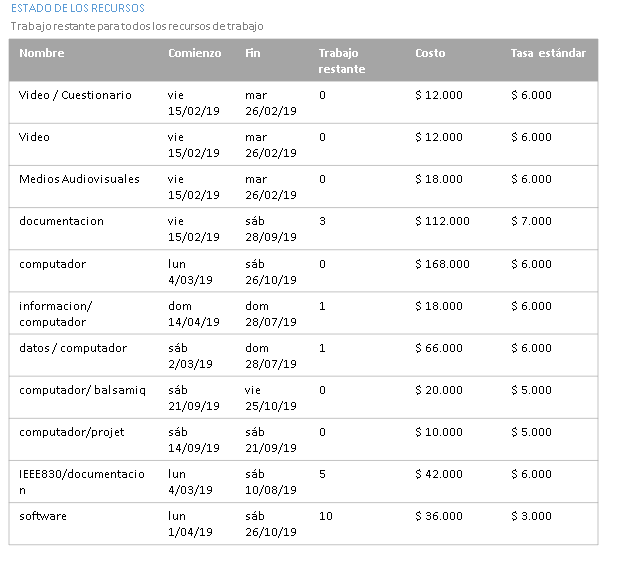 ESTADO DE LOS RECURSOS
Trabajo restante para todos los recursos de trabajo
Nombre Comienzo Fin Trabajo restante Costo Tasa estándar
Video / Cuestionario vie 15/02/19 mar 26/02/19 0 $ 12.000 $ 6.000
Video vie 15/02/19 mar 26/02/19 0 $ 12.000 $ 6.000
Medios Audiovisuales vie 15/02/19 mar 26/02/19 0 $ 18.000 $ 6.000
documentacion vie 15/02/19 sáb 28/09/19 3 $ 112.000 $ 7.000
computador lun 4/03/19 sáb 26/10/19 0 $ 168.000 $ 6.000
informacion/ computador dom 14/04/19 dom 28/07/19 1 $ 18.000 $ 6.000
datos / computador sáb 2/03/19 dom 28/07/19 1 $ 66.000 $ 6.000
computador/ balsamiq sáb 21/09/19 vie 25/10/19 0 $ 20.000 $ 5.000
computador/projet sáb 14/09/19 sáb 21/09/19 0 $ 10.000 $ 5.000
IEEE830/documentacion lun 4/03/19 sáb 10/08/19 5 $ 42.000 $ 6.000
software lun 1/04/19 sáb 26/10/19 10 $ 36.000 $ 3.000